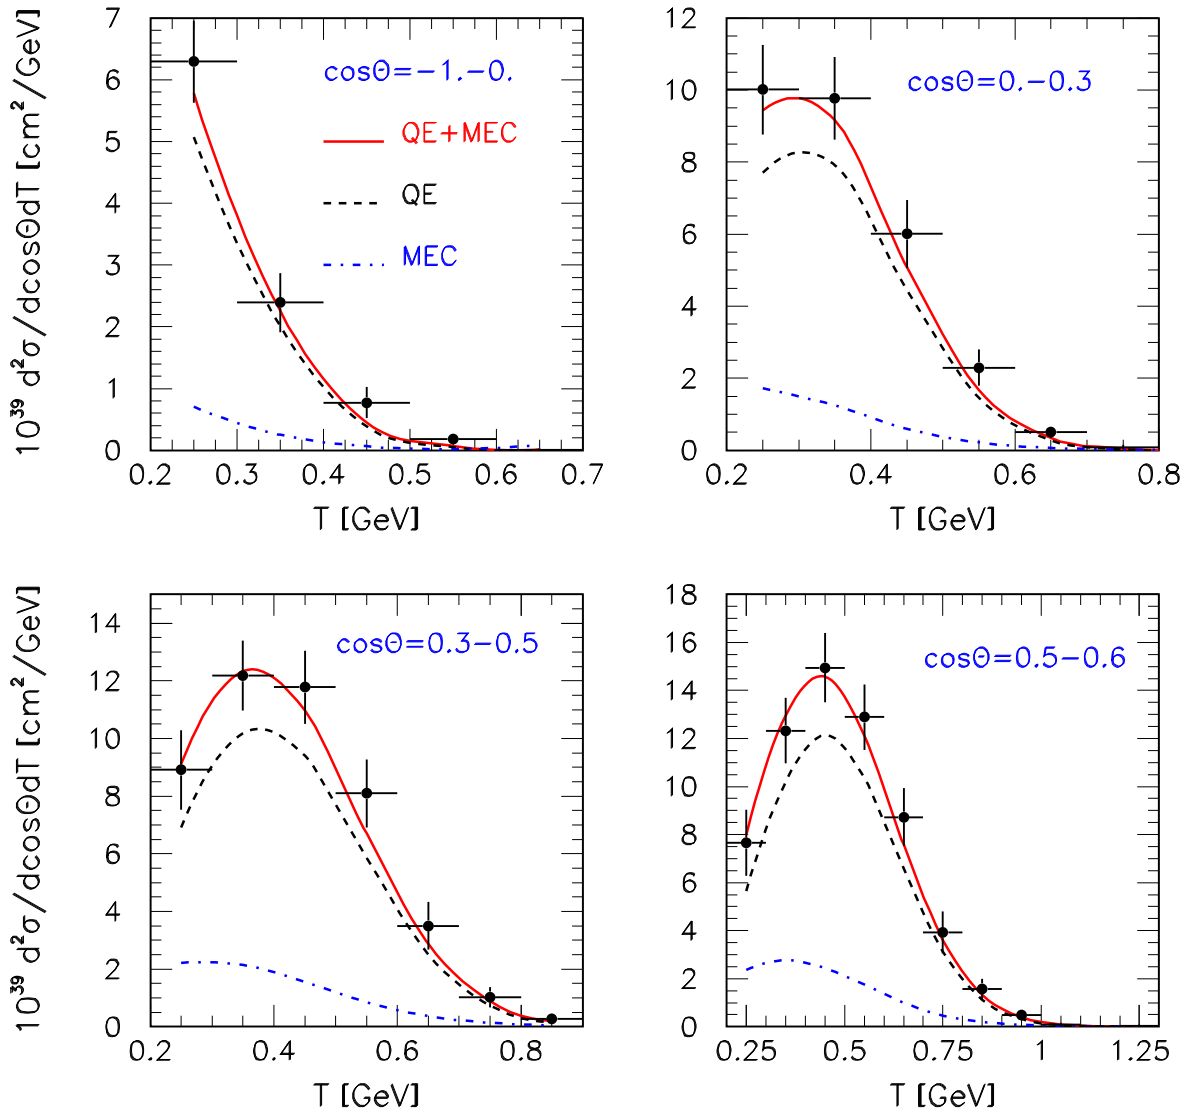 10³⁹ d²σ/dcosΘdT [cm²/GeV]
7
6
5
4
3
2
1
0
cosΘ=−1.−0.
QE+MEC
QE
MEC
0.2 0.3 0.4 0.5 0.6 0.7
T [GeV]
12
10
8
6
4
2
0
cosΘ=0.−0.3
0.2 0.4 0.6 0.8
T [GeV]
10³⁹ d²σ/dcosΘdT [cm²/GeV]
14
12
10
8
6
4
2
0
cosΘ=0.3−0.5
0.2 0.4 0.6 0.8
T [GeV]
18
16
14
12
10
8
6
4
2
0
cosΘ=0.5−0.6
0.25 0.5 0.75 1 1.25
T [GeV]